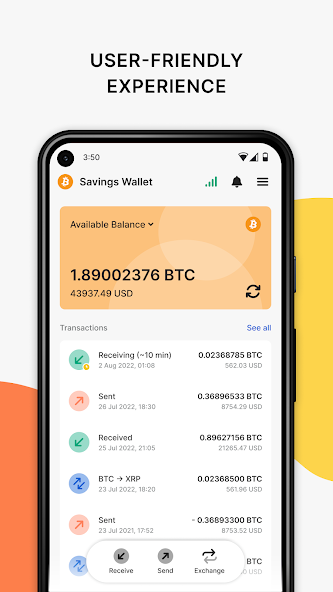 USER-FRIENDLY
EXPERIENCE
3:50
Savings Wallet
Available Balance
1.89002376 BTC
43937.49 USD
Transactions See all
Receiving (~10 min) 0.02368785 BTC
2 Aug 2022, 01:08 562.03 USD
Sent 0.36896533 BTC
26 Jul 2022, 18:30 8754.29 USD
Received 0.89627156 BTC
25 Jul 2022, 21:05 21265.47 USD
BTC → XRP 0.02368500 BTC
23 Jul 2022, 18:20 561.96 USD
Sent - 0.36893300 BTC
23 Jul 2021, 17:52 8753.52 USD
Receive Send Exchange